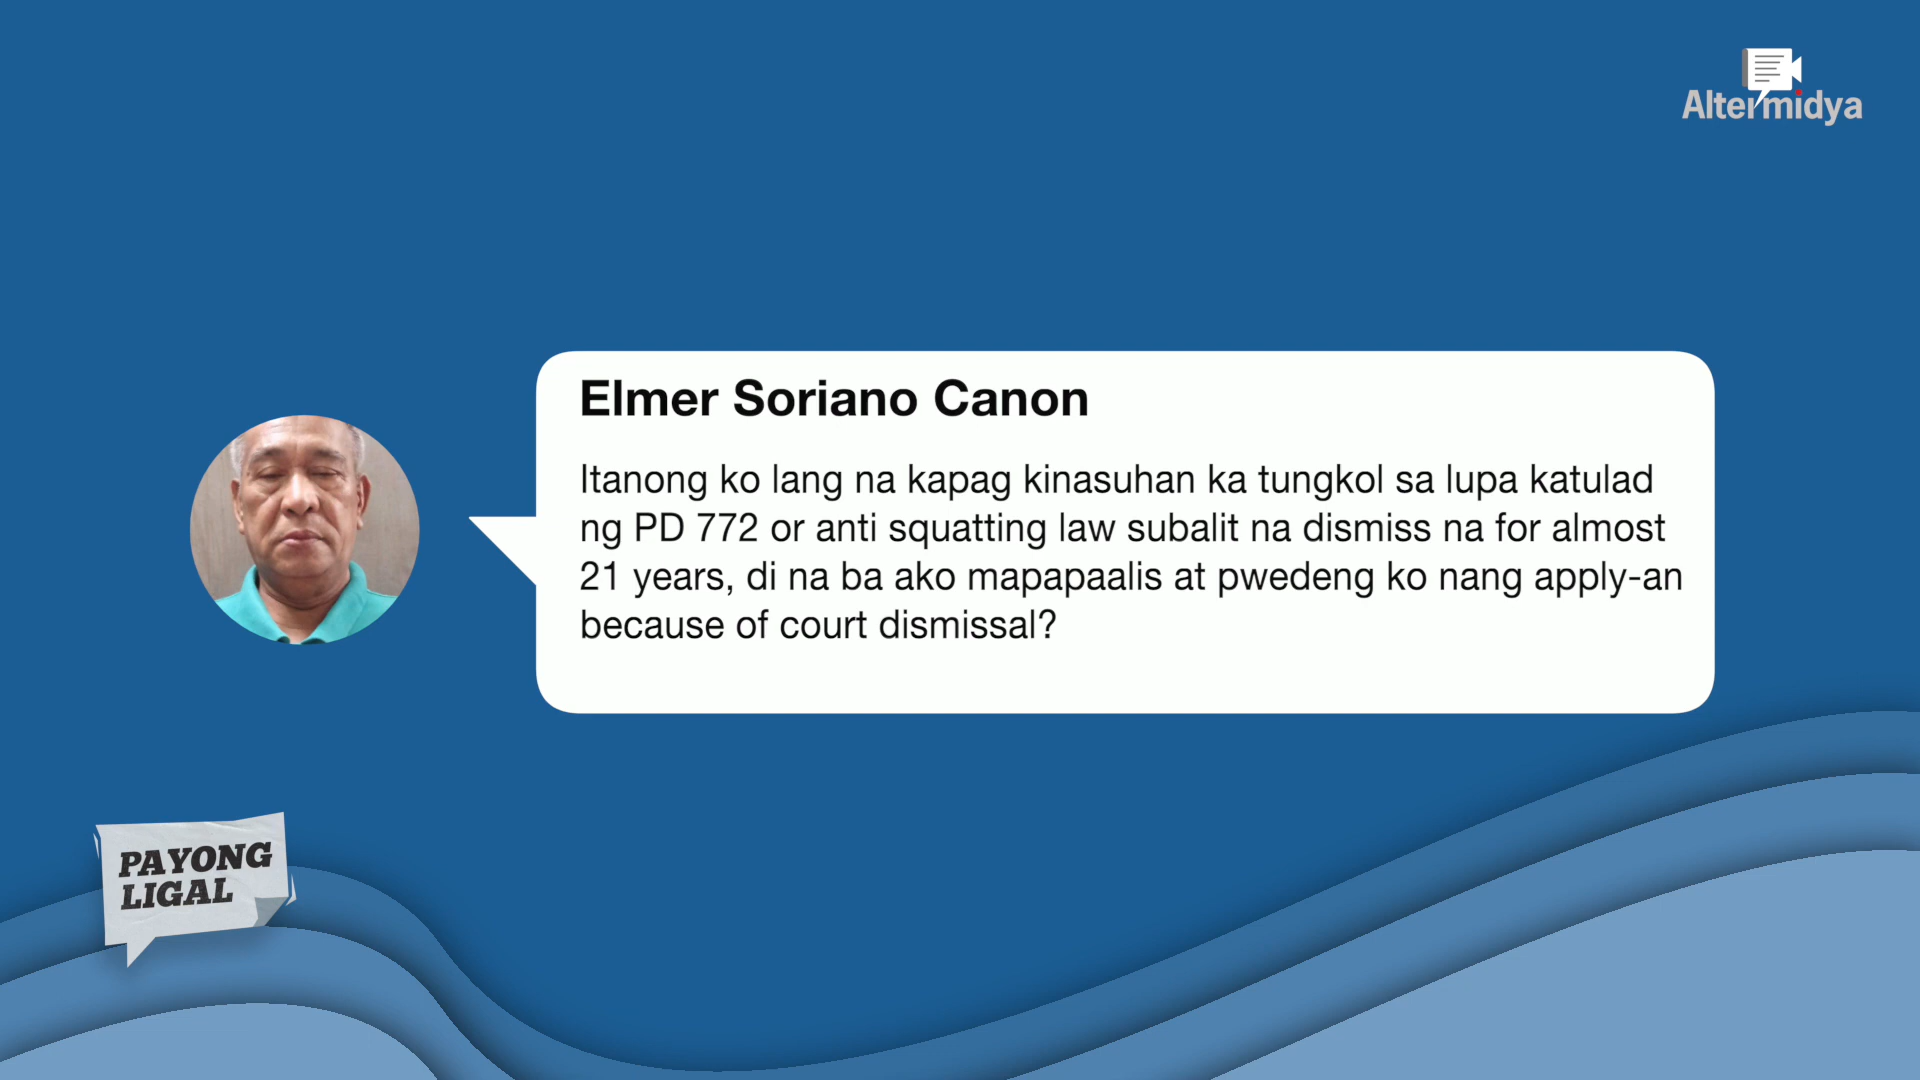 Altermidya
Elmer Soriano Canon
Itanong ko lang na kapag kinasuhan ka tungkol sa lupa katulad
ng PD 772 or anti squatting law subalit na dismiss na for almost
21 years, di na ba ako mapapaalis at pwedeng ko nang apply-an
because of court dismissal?
PAYONG
LIGAL